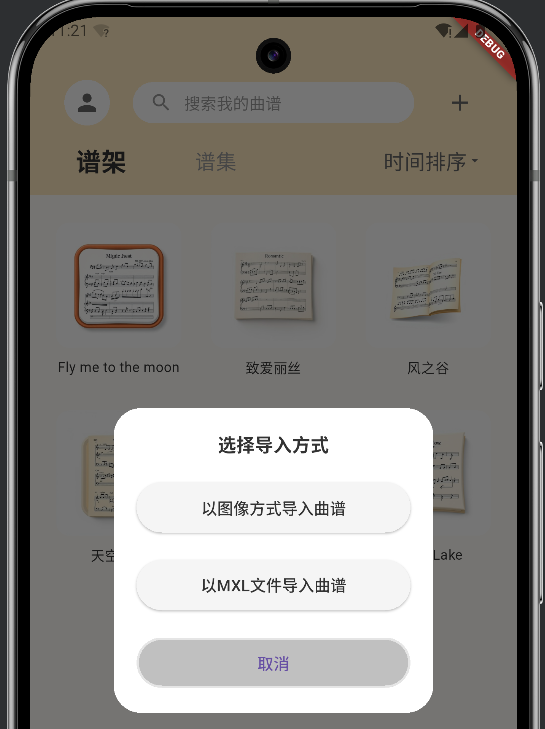 11:21
DEBUG
搜索我的曲谱
谱架 谱集 时间排序
Fly me to the moon 致爱丽丝 风之谷
选择导入方式
以图像方式导入曲谱
天空 Lake
以MXL文件导入曲谱
取消